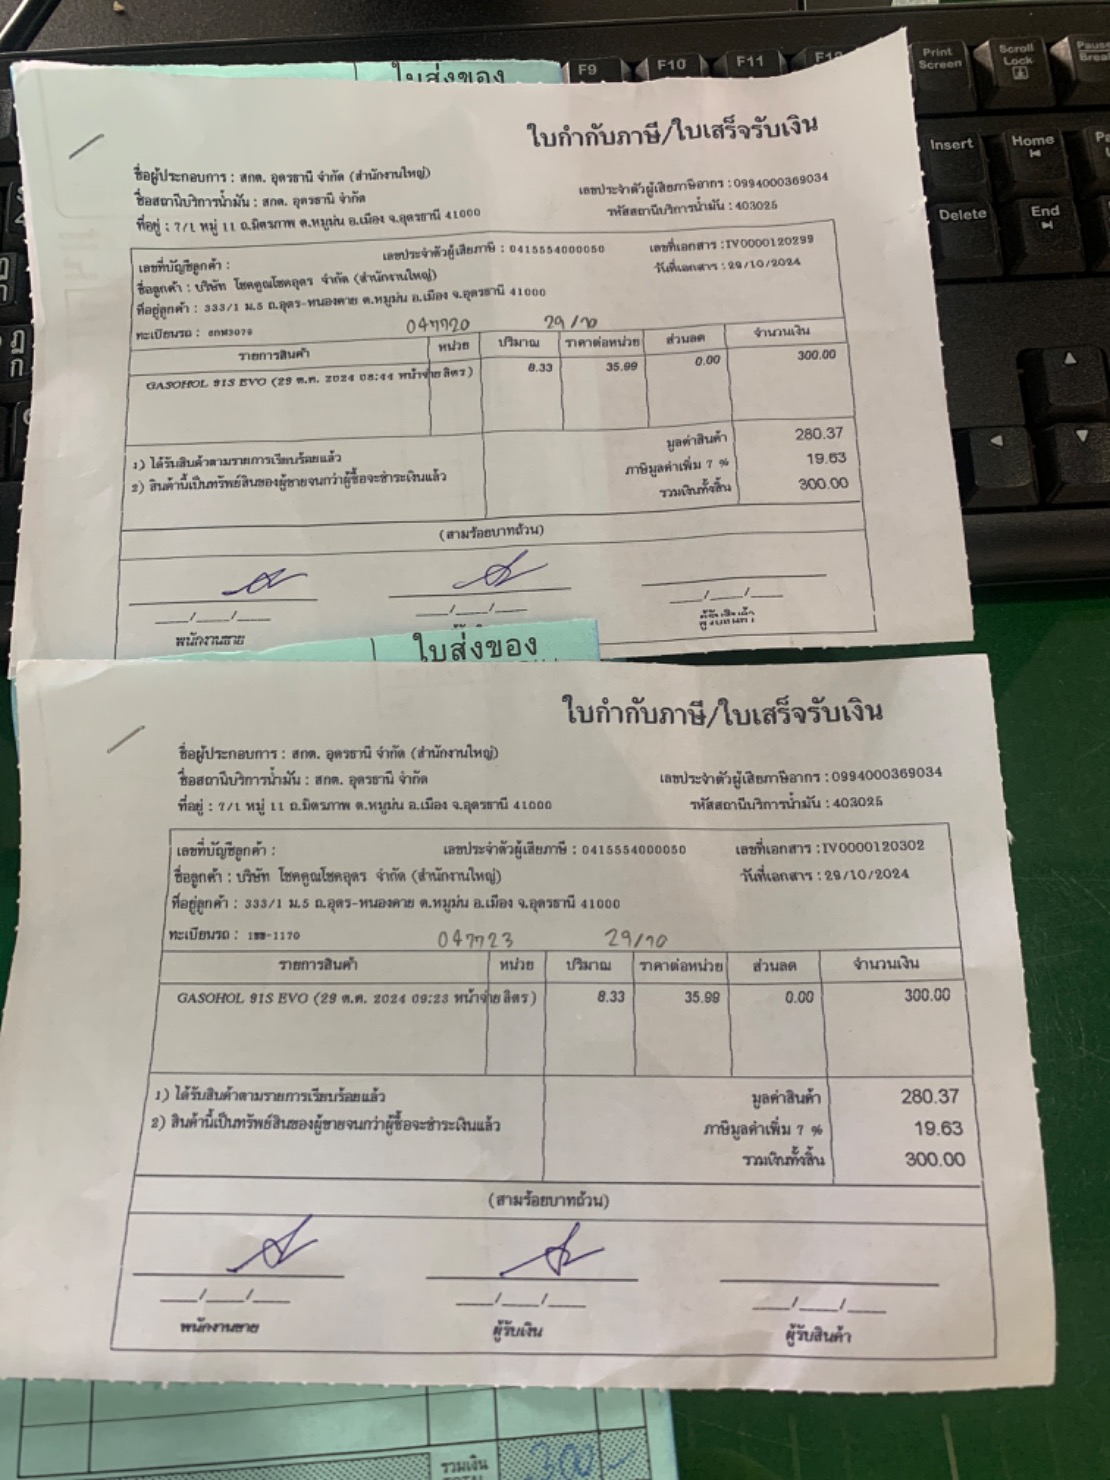 ใบส่งของ
F9 F10 F11
Print Screen
Scroll Lock
Pause
Insert
Home
Delete
End
ใบกำกับภาษี/ใบเสร็จรับเงิน
ชื่อผู้ประกอบการ : สกต. อุดรธานี จำกัด (สำนักงานใหญ่)
ชื่อสถานีบริการน้ำมัน : สกต. อุดรธานี จำกัด
เลขประจำตัวผู้เสียภาษีอากร : 0994000369034
ที่อยู่ : 7/1 หมู่ 11 ถ.มิตรภาพ ต.หมูม่น อ.เมือง จ.อุดรธานี 41000
รหัสสถานีบริการน้ำมัน : 403025
เลขที่บัญชีลูกค้า : เลขประจำตัวผู้เสียภาษี : 0415554000050 เลขที่เอกสาร : IV0000120299
ชื่อลูกค้า : บริษัท โชคคูณโชคอุดร จำกัด (สำนักงานใหญ่) วันที่เอกสาร : 29/10/2024
ที่อยู่ลูกค้า : 333/1 ม.5 ถ.อุดร-หนองคาย ต.หมูม่น อ.เมือง จ.อุดรธานี 41000
ทะเบียนรถ : 047720 29/10
รายการสินค้า หน่วย ปริมาณ ราคาต่อหน่วย ส่วนลด จำนวนเงิน
GASOHOL 91S EVO (29 ต.ค. 2024 08:44 หน้าจ่าย ลิตร) 8.33 35.99 0.00 300.00
1) ได้รับสินค้าตามรายการเรียบร้อยแล้ว มูลค่าสินค้า 280.37
2) สินค้านี้เป็นทรัพย์สินของผู้ขายจนกว่าผู้ซื้อจะชำระเงินแล้ว ภาษีมูลค่าเพิ่ม 7 % 19.63
รวมเงินทั้งสิ้น 300.00
(สามร้อยบาทถ้วน)
___/___/___ ___/___/___ ___/___/___
พนักงานขาย ผู้รับสินค้า
ใบส่งของ
ใบกำกับภาษี/ใบเสร็จรับเงิน
ชื่อผู้ประกอบการ : สกต. อุดรธานี จำกัด (สำนักงานใหญ่)
ชื่อสถานีบริการน้ำมัน : สกต. อุดรธานี จำกัด เลขประจำตัวผู้เสียภาษีอากร : 0994000369034
ที่อยู่ : 7/1 หมู่ 11 ถ.มิตรภาพ ต.หมูม่น อ.เมือง จ.อุดรธานี 41000 รหัสสถานีบริการน้ำมัน : 403025
เลขที่บัญชีลูกค้า : เลขประจำตัวผู้เสียภาษี : 0415554000050 เลขที่เอกสาร : IV0000120302
ชื่อลูกค้า : บริษัท โชคคูณโชคอุดร จำกัด (สำนักงานใหญ่) วันที่เอกสาร : 29/10/2024
ที่อยู่ลูกค้า : 333/1 ม.5 ถ.อุดร-หนองคาย ต.หมูม่น อ.เมือง จ.อุดรธานี 41000
ทะเบียนรถ : 047723 29/10
รายการสินค้า หน่วย ปริมาณ ราคาต่อหน่วย ส่วนลด จำนวนเงิน
GASOHOL 91S EVO (29 ต.ค. 2024 09:23 หน้าจ่าย ลิตร) 8.33 35.99 0.00 300.00
1) ได้รับสินค้าตามรายการเรียบร้อยแล้ว มูลค่าสินค้า 280.37
2) สินค้านี้เป็นทรัพย์สินของผู้ขายจนกว่าผู้ซื้อจะชำระเงินแล้ว ภาษีมูลค่าเพิ่ม 7 % 19.63
รวมเงินทั้งสิ้น 300.00
(สามร้อยบาทถ้วน)
___/___/___ ___/___/___ ___/___/___
พนักงานขาย ผู้รับเงิน ผู้รับสินค้า
รวมเงิน 300